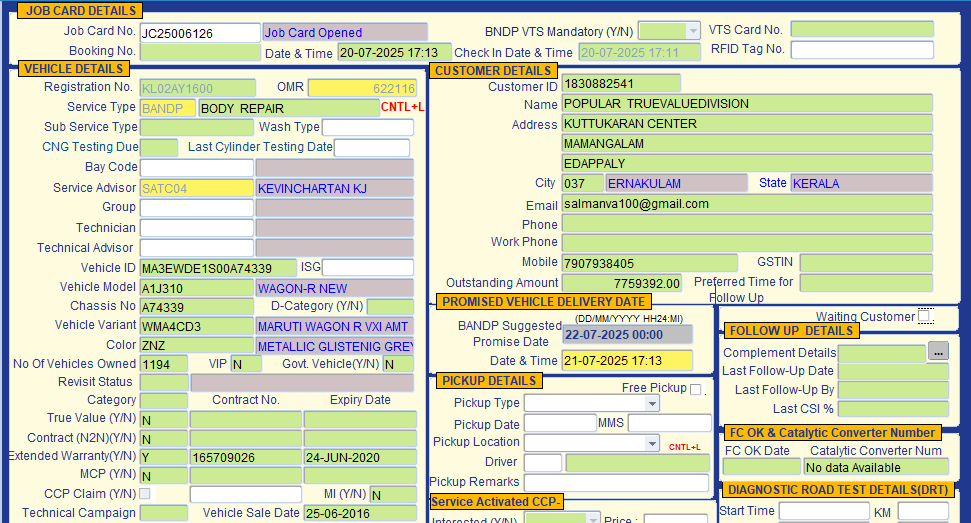 JOB CARD DETAILS
Job Card No. JC25006126 Job Card Opened BNDP VTS Mandatory (Y/N) VTS Card No.
Booking No. Date & Time 20-07-2025 17:13 Check In Date & Time 20-07-2025 17:11 RFID Tag No.
VEHICLE DETAILS
Registration No. KL02AY1600 OMR 622116
Service Type BANDP BODY REPAIR CNTL+L
Sub Service Type Wash Type
CNG Testing Due Last Cylinder Testing Date
Bay Code
Service Advisor SATC04 KEVINCHARTAN KJ
Group
Technician
Technical Advisor
Vehicle ID MA3EWDE1S00A74339 ISG
Vehicle Model A1J310 WAGON-R NEW
Chassis No A74339 D-Category (Y/N)
Vehicle Variant WMA4CD3 MARUTI WAGON R VXI AMT
Color ZNZ METALLIC GLISTENIG GREY
No Of Vehicles Owned 1194 VIP N Govt. Vehicle(Y/N) N
Revisit Status
Category Contract No. Expiry Date
True Value (Y/N) N
Contract (N2N)(Y/N) N
Extended Warranty(Y/N) Y 165709026 24-JUN-2020
MCP (Y/N) N
CCP Claim (Y/N) MI (Y/N) N
Technical Campaign Vehicle Sale Date 25-06-2016
CUSTOMER DETAILS
Customer ID 1830882541
Name POPULAR TRUEVALUEDIVISION
Address KUTTUKARAN CENTER
MAMANGALAM
EDAPPALY
City 037 ERNAKULAM State KERALA
Email salmanva100@gmail.com
Phone
Work Phone
Mobile 7907938405 GSTIN
Outstanding Amount 7759392.00 Preferred Time for
Follow Up
PROMISED VEHICLE DELIVERY DATE
(DD/MM/YYYY HH24:MI)
BANDP Suggested
Promise Date 22-07-2025 00:00
Date & Time 21-07-2025 17:13
PICKUP DETAILS
Free Pickup .
Pickup Type
Pickup Date MMS
Pickup Location CNTL+L
Driver
Pickup Remarks
Service Activated CCP-
Interested (Y/N) Price :
Waiting Customer .
FOLLOW UP DETAILS
Complement Details ...
Last Follow-Up Date
Last Follow-Up By
Last CSI %
FC OK & Catalytic Converter Number
FC OK Date Catalytic Converter Num
No data Available
DIAGNOSTIC ROAD TEST DETAILS(DRT)
Start Time KM